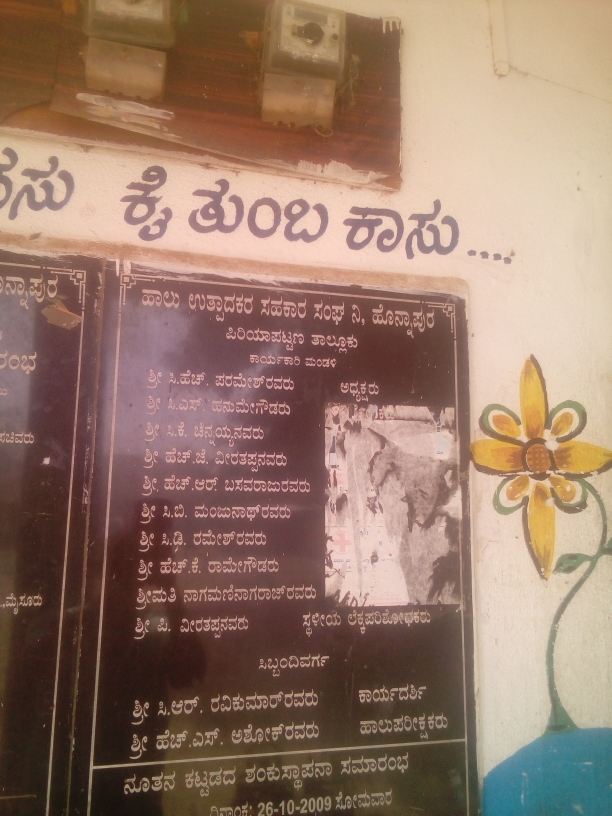 ಕೈ ತುಂಬ ಕಾಸು....
ಹಾಲು ಉತ್ಪಾದಕರ ಸಹಕಾರ ಸಂಘ ನಿ, ಹೊನ್ನಾಪುರ
ಪಿರಿಯಾಪಟ್ಟಣ ತಾಲ್ಲೂಕು
ಕಾರ್ಯಕಾರಿ ಮಂಡಳಿ
ಶ್ರೀ ಸಿ.ಹೆಚ್. ಪರಮೇಶ್‌ರವರು ಅಧ್ಯಕ್ಷರು
ಶ್ರೀ ಸಿ.ಎಸ್. ಹನುಮೇಗೌಡರು
ಶ್ರೀ ಸಿ.ಕೆ. ಚಿನ್ನಯ್ಯನವರು
ಶ್ರೀ ಹೆಚ್.ಜೆ. ವೀರತಪ್ಪನವರು
ಶ್ರೀ ಹೆಚ್.ಆರ್. ಬಸವರಾಜುರವರು
ಶ್ರೀ ಸಿ.ಬಿ. ಮಂಜುನಾಥ್‌ರವರು
ಶ್ರೀ ಸಿ.ಡಿ. ರಮೇಶ್‌ರವರು
ಶ್ರೀ ಹೆಚ್.ಕೆ. ರಾಮೇಗೌಡರು
ಶ್ರೀಮತಿ ನಾಗಮಣಿನಾಗರಾಜ್‌ರವರು
ಶ್ರೀ ಪಿ. ವೀರತಪ್ಪನವರು ಸ್ಥಳೀಯ ಲೆಕ್ಕಪರಿಶೋಧಕರು
ಸಿಬ್ಬಂದಿವರ್ಗ
ಶ್ರೀ ಸಿ.ಆರ್. ರವಿಕುಮಾರ್‌ರವರು ಕಾರ್ಯದರ್ಶಿ
ಶ್ರೀ ಹೆಚ್.ಎಸ್. ಅಶೋಕ್‌ರವರು ಹಾಲುಪರೀಕ್ಷಕರು
ನೂತನ ಕಟ್ಟಡದ ಶಂಕುಸ್ಥಾಪನಾ ಸಮಾರಂಭ
ದಿನಾಂಕ: 26-10-2009 ಸೋಮವಾರ